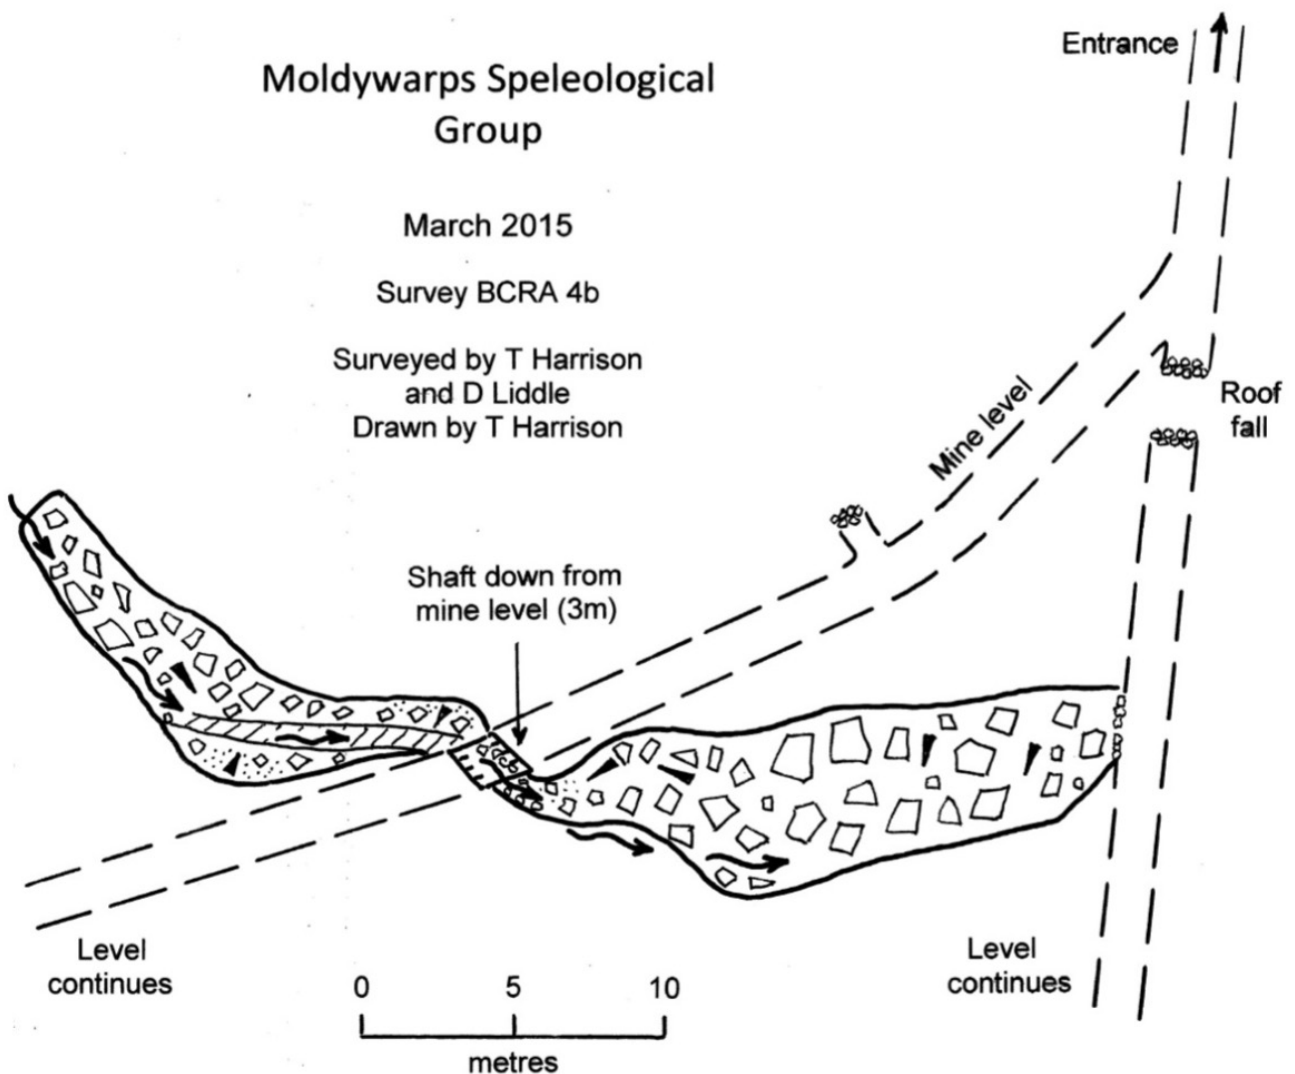 Entrance
Moldywarps Speleological
Group
March 2015
Survey BCRA 4b
Surveyed by T Harrison
and D Liddle
Drawn by T Harrison
Roof
fall
Mine level
Shaft down from
mine level (3m)
Level
continues
Level
continues
0 5 10
metres